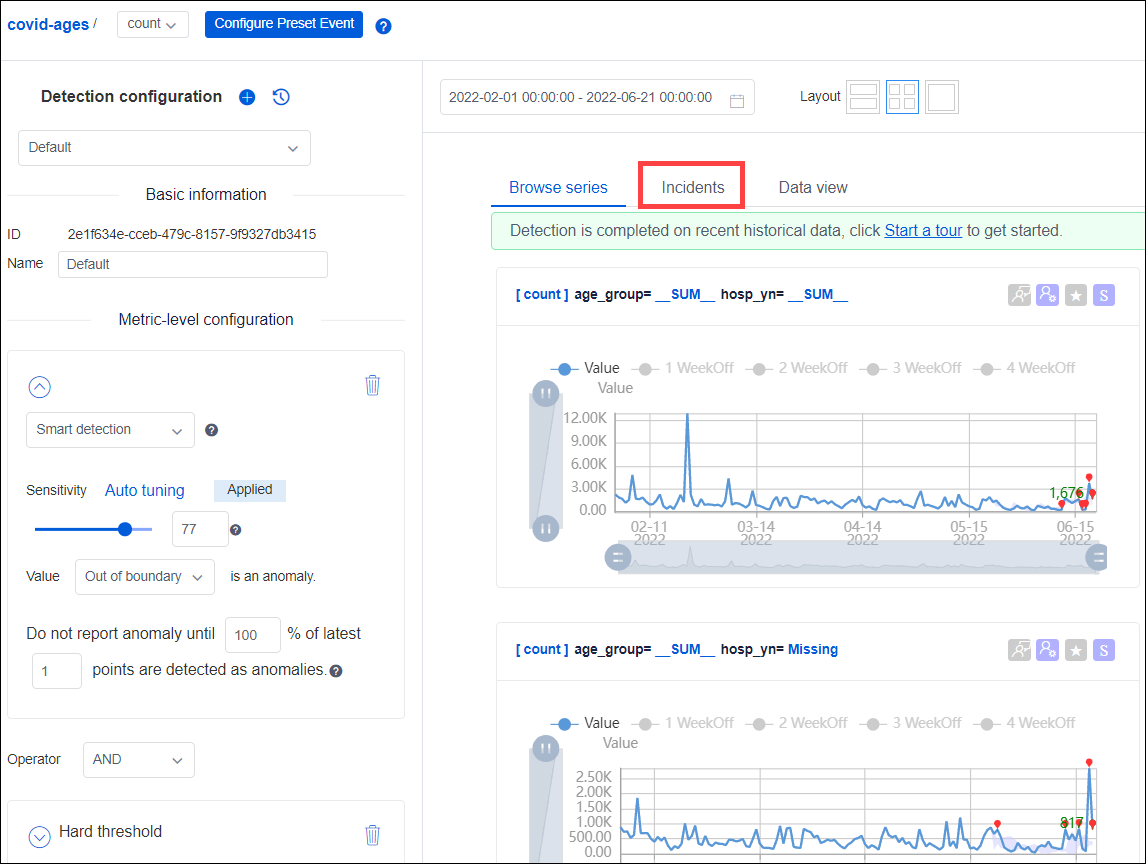 covid-ages / count Configure Preset Event ?
Detection configuration
Default
Basic information
ID 2e1f634e-cceb-479c-8157-9f9327db3415
Name Default
Metric-level configuration
Smart detection ?
Sensitivity Auto tuning Applied
77 ?
Value Out of boundary is an anomaly.
Do not report anomaly until 100 % of latest
1 points are detected as anomalies. ?
Operator AND
Hard threshold
2022-02-01 00:00:00 - 2022-06-21 00:00:00 Layout
Browse series Incidents Data view
Detection is completed on recent historical data, click Start a tour to get started.
[ count ] age_group= __SUM__ hosp_yn= __SUM__ S
Value 1 WeekOff 2 WeekOff 3 WeekOff 4 WeekOff
Value
12.00K
9.00K
6.00K
3.00K
0.00
1,676
02-11 03-14 04-14 05-15 06-15
2022 2022 2022 2022 2022
[ count ] age_group= __SUM__ hosp_yn= Missing S
Value 1 WeekOff 2 WeekOff 3 WeekOff 4 WeekOff
Value
2.50K
2.00K
1.50K
1.00K
500.00
0.00
817